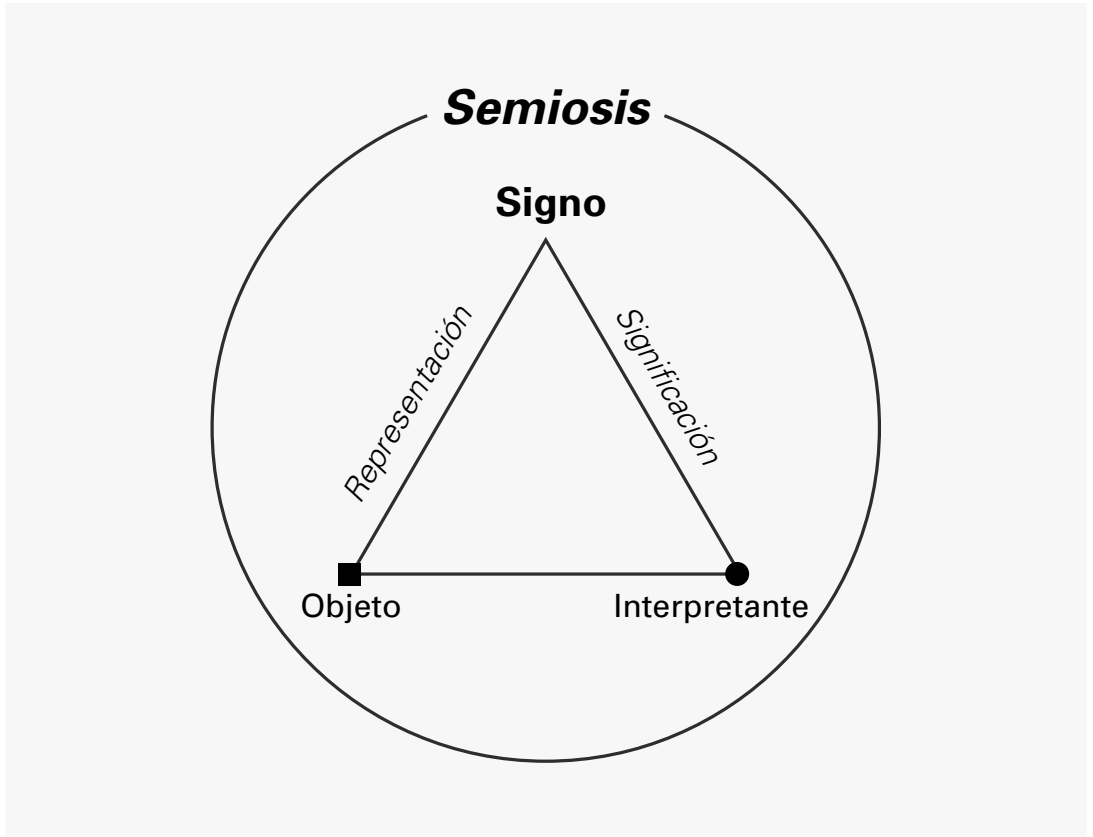 Semiosis
Signo
Representación
Significación
Objeto
Interpretante